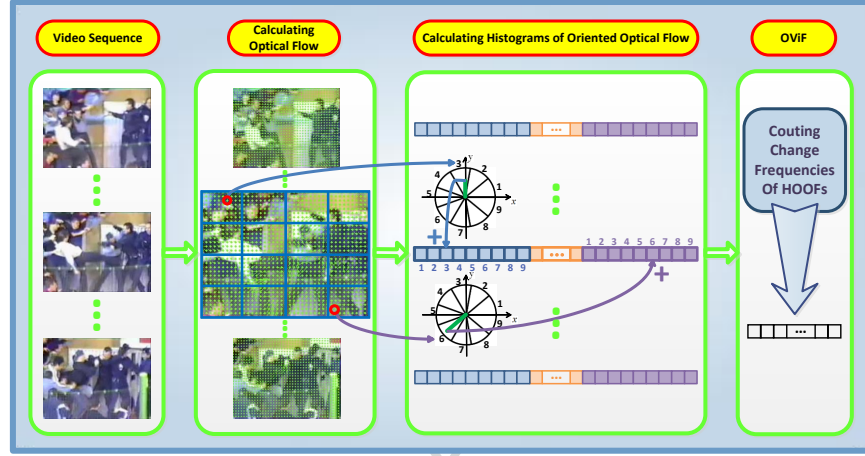 Video Sequence
Calculating
Optical Flow
Calculating Histograms of Oriented Optical Flow
OViF
...
y
x
1
2
3
4
5
6
7
8
9
+
...
1 2 3 4 5 6 7 8 9
1 2 3 4 5 6 7 8 9
+
y
x
1
2
3
4
5
6
7
8
9
...
Couting
Change
Frequencies
Of HOOFs
...